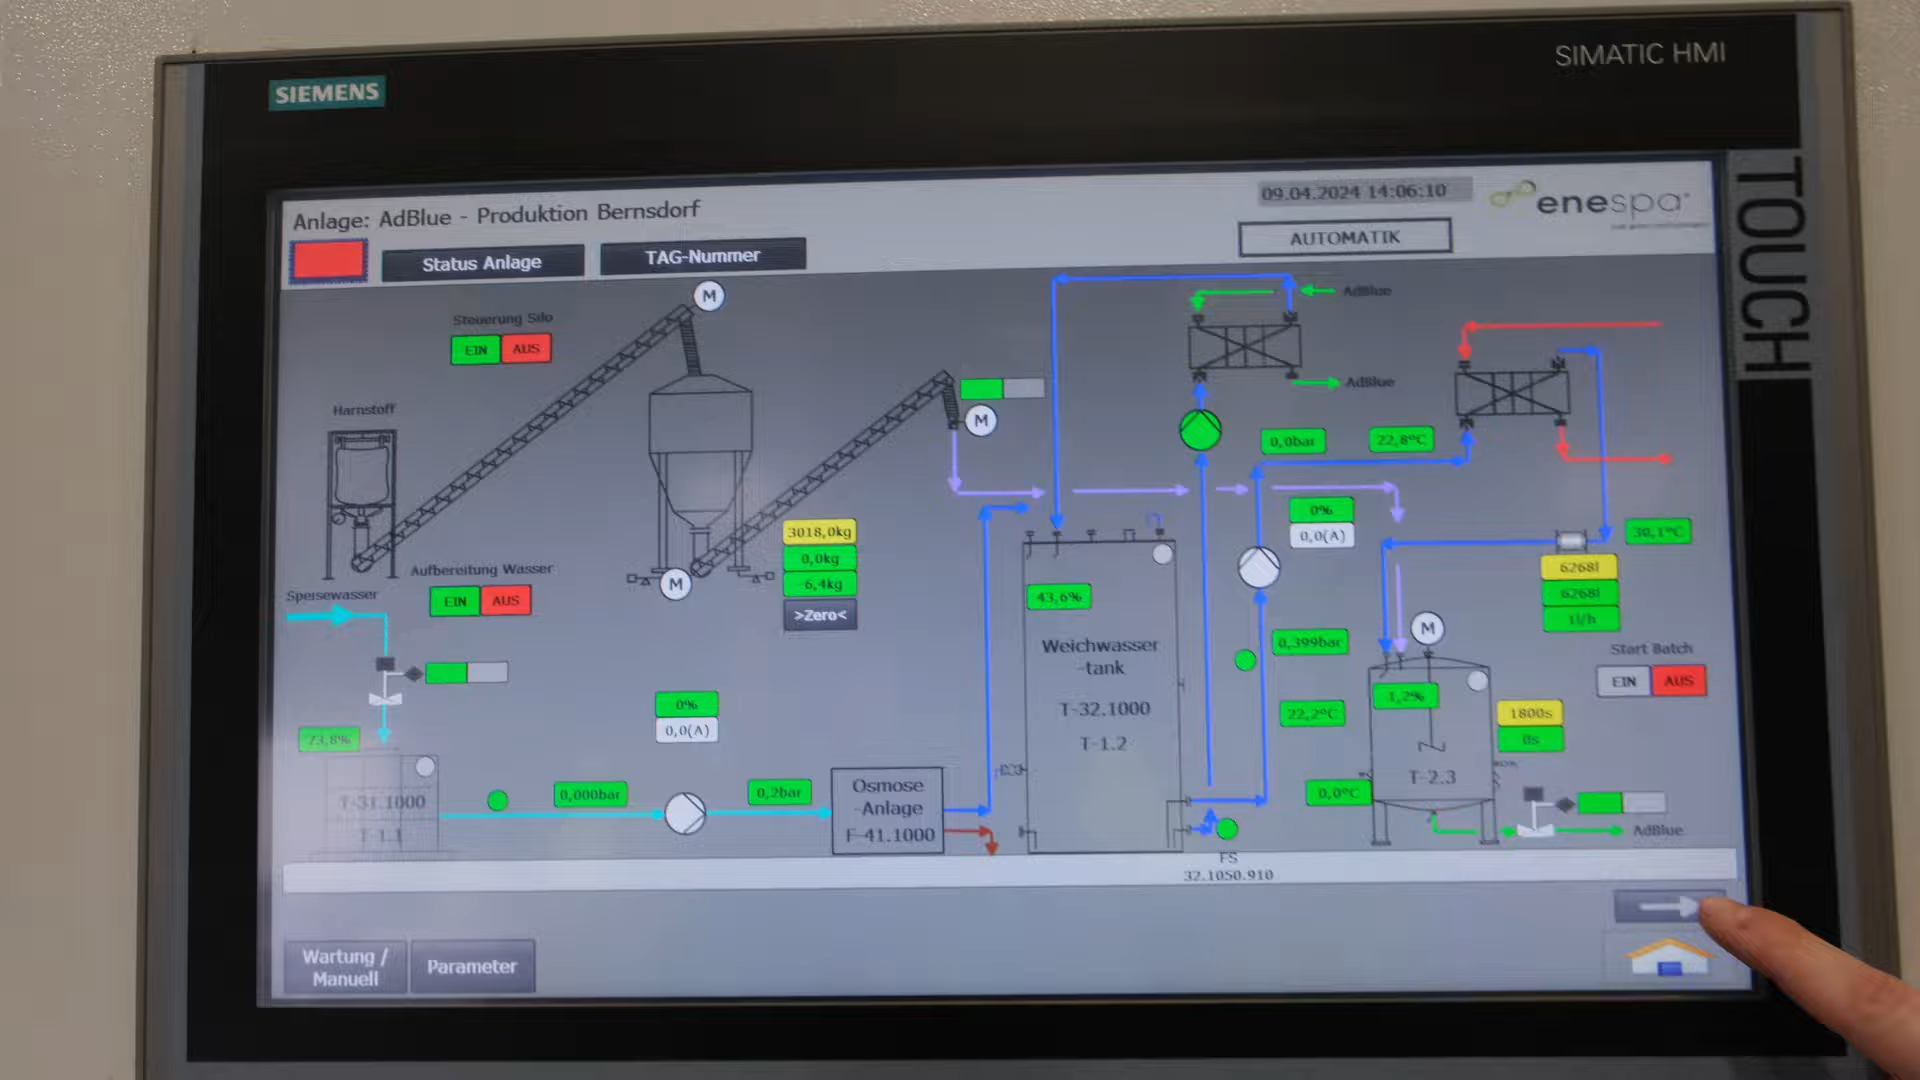 SIEMENS
SIMATIC HMI
TOUCH
Anlage: AdBlue - Produktion Bernsdorf
09.04.2024 14:06:10
enespa
Status Anlage
TAG-Nummer
AUTOMATIK
M
AdBlue
Steuerung Silo
EIN AUS
AdBlue
Harnstoff
M
0,0bar
22,8°C
0%
0,0(A)
3018,0kg
0,0kg
-6,4kg
>Zero<
30,1°C
6268l
6268l
1l/h
Aufbereitung Wasser
EIN AUS
Speisewasser
M
43,6%
Weichwasser
-tank
T-32.1000
T-1.2
0,399bar
22,2°C
M
Start Batch
EIN AUS
1,2%
1800s
0s
T-2.3
0,0°C
AdBlue
73,8%
0%
0,0(A)
T-31.1000
T-1.1
0,000bar
0,2bar
Osmose
-Anlage
F-41.1000
FS
32.1050.910
Wartung /
Manuell
Parameter